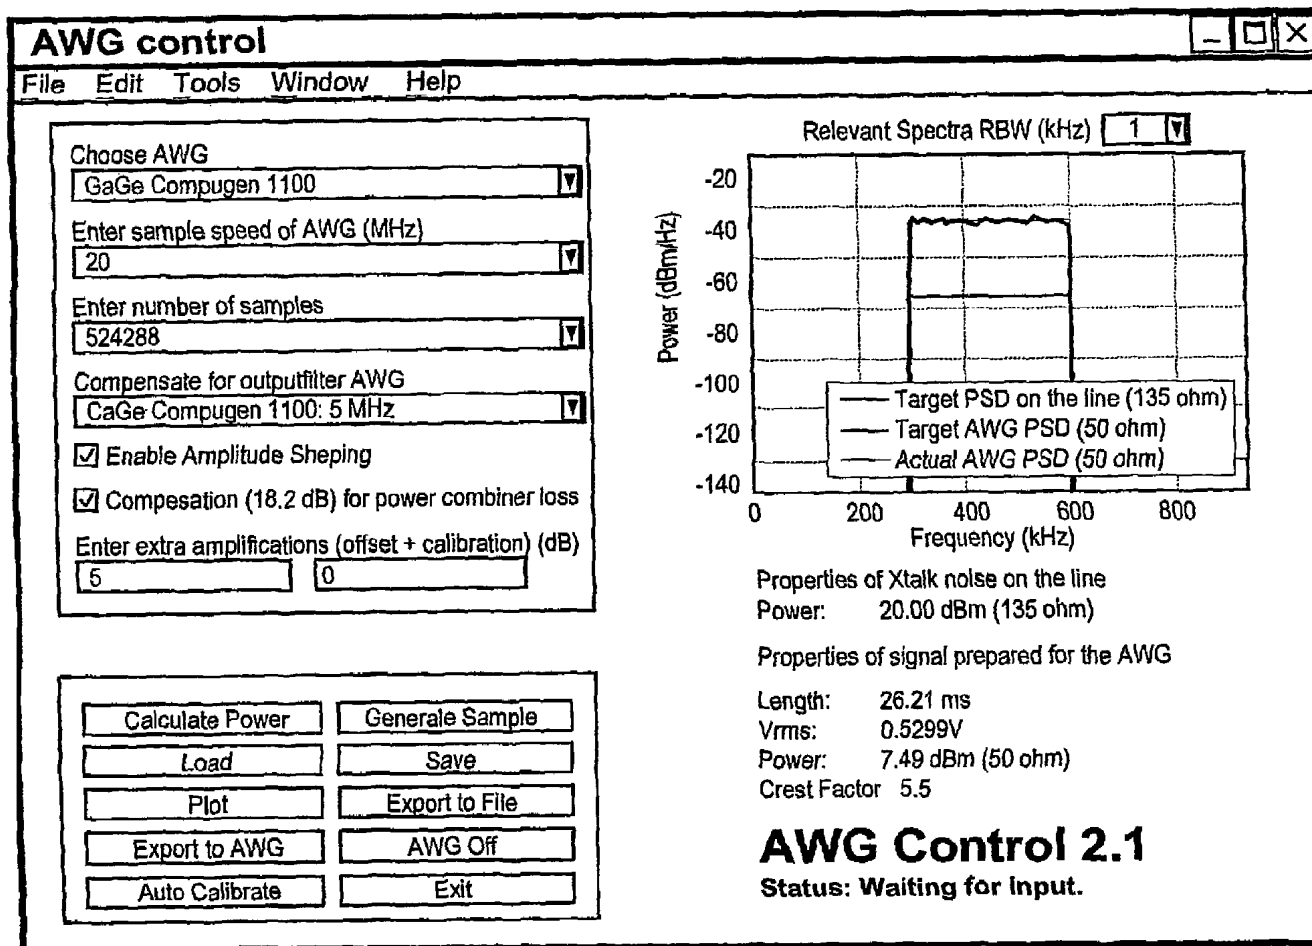 AWG control
File Edit Tools Window Help
Choose AWG
GaGe Compugen 1100
Enter sample speed of AWG (MHz)
20
Enter number of samples
524288
Compensate for outputfilter AWG
CaGe Compugen 1100: 5 MHz
Enable Amplitude Sheping
Compesation (18.2 dB) for power combiner loss
Enter extra amplifications (offset + calibration) (dB)
5 0
Calculate Power Generale Sample
Load Save
Plot Export to File
Export to AWG AWG Off
Auto Calibrate Exit
Relevant Spectra RBW (kHz) 1
Power (dBm/Hz)
-20
-40
-60
-80
-100
-120
-140
Target PSD on the line (135 ohm)
Target AWG PSD (50 ohm)
Actual AWG PSD (50 ohm)
0 200 400 600 800
Frequency (kHz)
Properties of Xtalk noise on the line
Power: 20.00 dBm (135 ohm)
Properties of signal prepared for the AWG
Length: 26.21 ms
Vrms: 0.5299V
Power: 7.49 dBm (50 ohm)
Crest Factor 5.5
AWG Control 2.1
Status: Waiting for input.